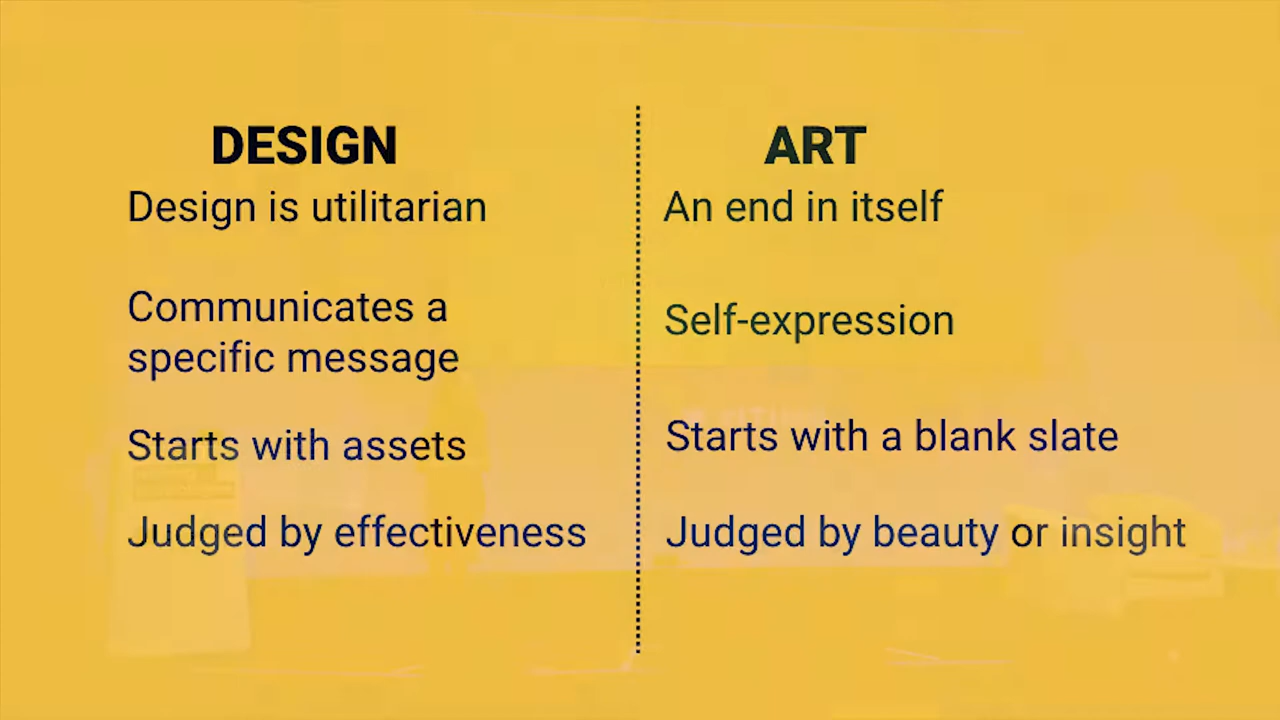 DESIGN
Design is utilitarian
Communicates a
specific message
Starts with assets
Judged by effectiveness
ART
An end in itself
Self-expression
Starts with a blank slate
Judged by beauty or insight